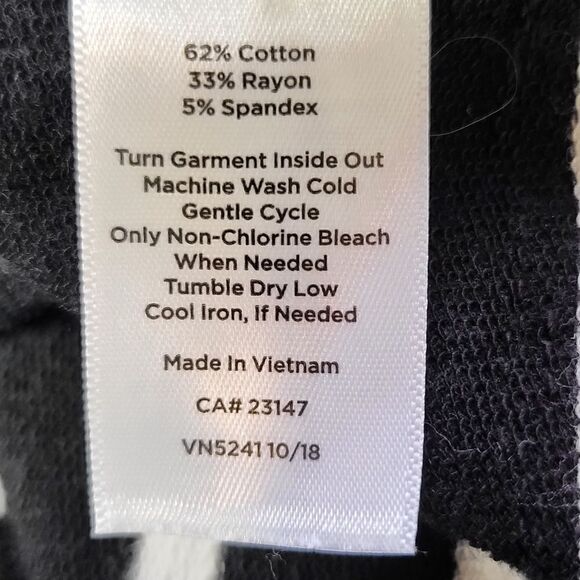 62% Cotton
33% Rayon
5% Spandex
Turn Garment Inside Out
Machine Wash Cold
Gentle Cycle
Only Non-Chlorine Bleach
When Needed
Tumble Dry Low
Cool Iron, If Needed
Made In Vietnam
CA# 23147
VN5241 10/18